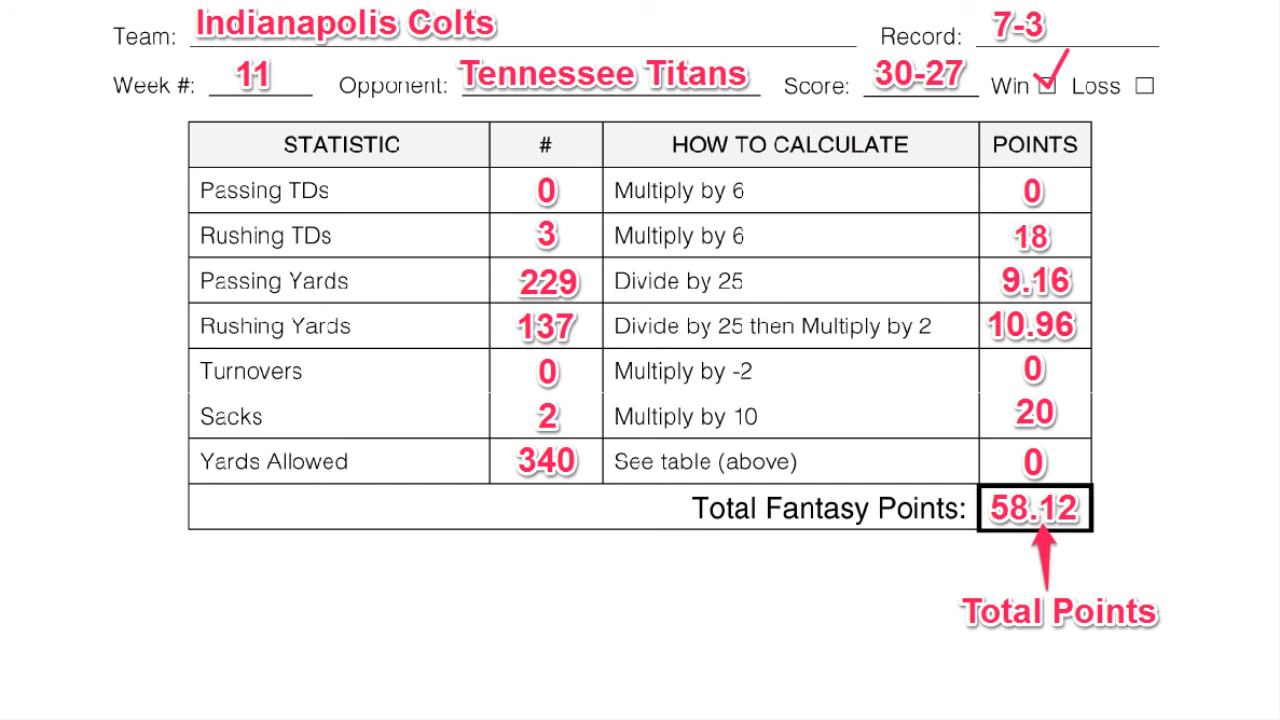 Team: Indianapolis Colts Record: 7-3
Week #: 11 Opponent: Tennessee Titans Score: 30-27 Win Loss
STATISTIC # HOW TO CALCULATE POINTS
Passing TDs 0 Multiply by 6 0
Rushing TDs 3 Multiply by 6 18
Passing Yards 229 Divide by 25 9.16
Rushing Yards 137 Divide by 25 then Multiply by 2 10.96
Turnovers 0 Multiply by -2 0
Sacks 2 Multiply by 10 20
Yards Allowed 340 See table (above) 0
Total Fantasy Points: 58.12
Total Points